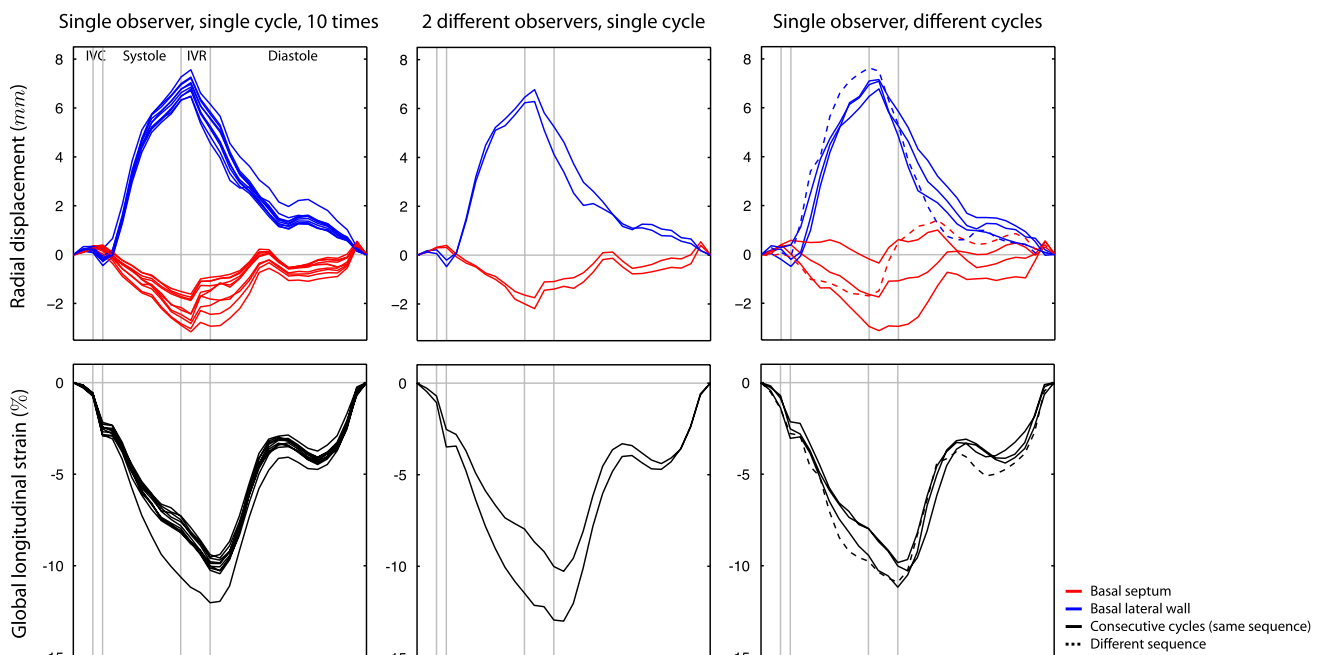 Single observer, single cycle, 10 times
2 different observers, single cycle
Single observer, different cycles
IVC Systole IVR Diastole
Radial displacement (mm)
8
6
4
2
0
−2
8
6
4
2
0
−2
8
6
4
2
0
−2
Global longitudinal strain (%)
0
-5
-10
0
-5
-10
0
-5
-10
Basal septum
Basal lateral wall
Consecutive cycles (same sequence)
Different sequence